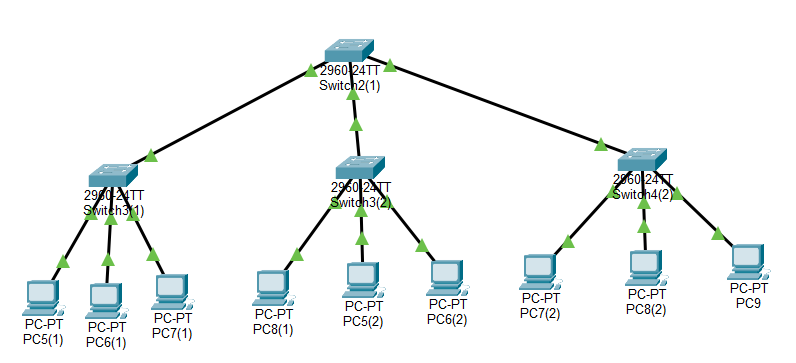 2960-24TT
Switch2(1)
2960-24TT
Switch3(1)
2960-24TT
Switch3(2)
2960-24TT
Switch4(2)
PC-PT
PC5(1)
PC-PT
PC6(1)
PC-PT
PC7(1)
PC-PT
PC8(1)
PC-PT
PC5(2)
PC-PT
PC6(2)
PC-PT
PC7(2)
PC-PT
PC8(2)
PC-PT
PC9